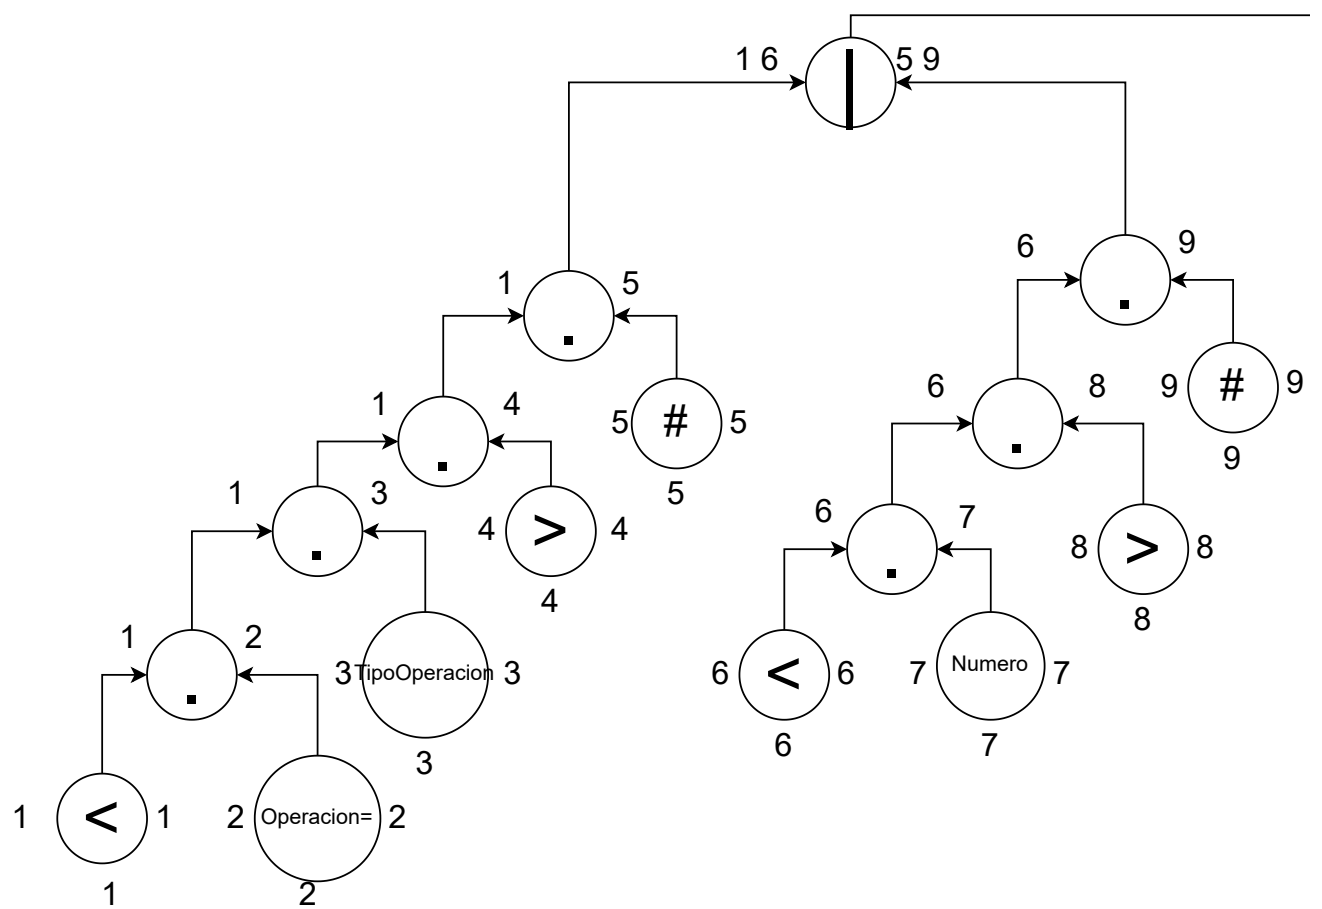 1 6 | 5 9
6 . 9
1 . 5
6 . 8
9 # 9
9
1 . 4
5 # 5
5
1 . 3
4 > 4
4
6 . 7
8 > 8
8
1 . 2
3 TipoOperacion 3
3
6 < 6
6
7 Numero 7
7
1 < 1
1
2 Operacion= 2
2